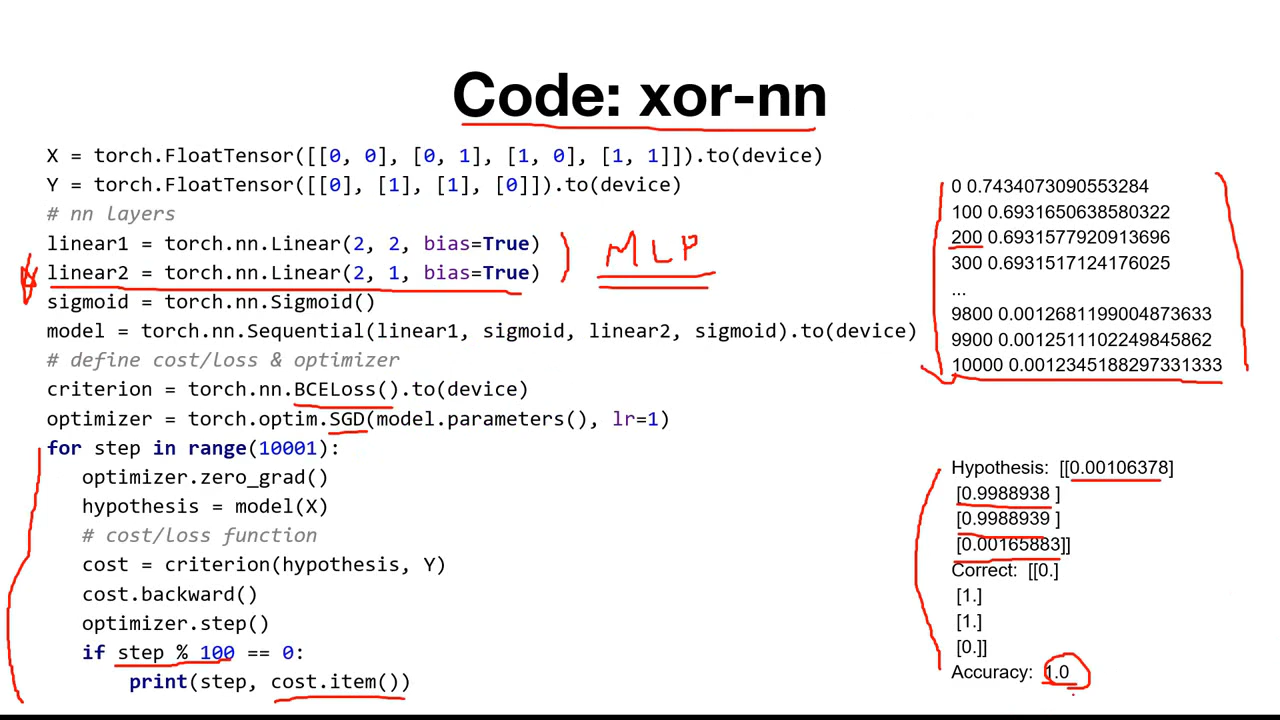 Code: xor-nn
X = torch.FloatTensor([[0, 0], [0, 1], [1, 0], [1, 1]]).to(device)
Y = torch.FloatTensor([[0], [1], [1], [0]]).to(device)
# nn layers
linear1 = torch.nn.Linear(2, 2, bias=True)
linear2 = torch.nn.Linear(2, 1, bias=True)
MLP
sigmoid = torch.nn.Sigmoid()
model = torch.nn.Sequential(linear1, sigmoid, linear2, sigmoid).to(device)
# define cost/loss & optimizer
criterion = torch.nn.BCELoss().to(device)
optimizer = torch.optim.SGD(model.parameters(), lr=1)
for step in range(10001):
    optimizer.zero_grad()
    hypothesis = model(X)
    # cost/loss function
    cost = criterion(hypothesis, Y)
    cost.backward()
    optimizer.step()
    if step % 100 == 0:
        print(step, cost.item())
0 0.7434073090553284
100 0.6931650638580322
200 0.6931577920913696
300 0.6931517124176025
...
9800 0.0012681199004873633
9900 0.0012511102249845862
10000 0.0012345188297331333
Hypothesis: [[0.00106378]
[0.9988938 ]
[0.9988939 ]
[0.00165883]]
Correct: [[0.]
[1.]
[1.]
[0.]]
Accuracy: 1.0